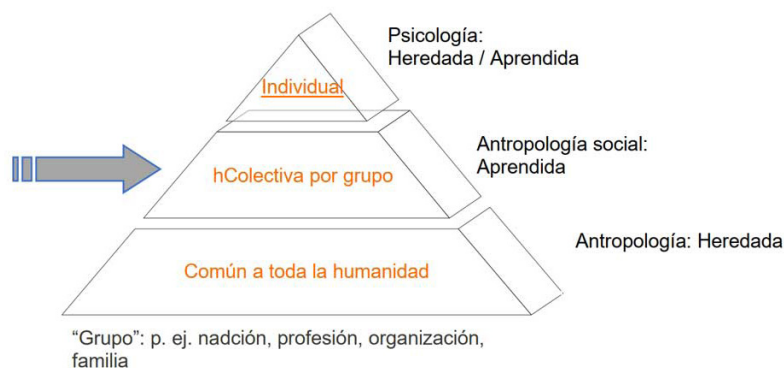 Psicología:
Heredada / Aprendida
Individual
Antropología social:
Aprendida
hColectiva por grupo
Antropología: Heredada
Común a toda la humanidad
“Grupo”: p. ej. nadción, profesión, organización,
familia